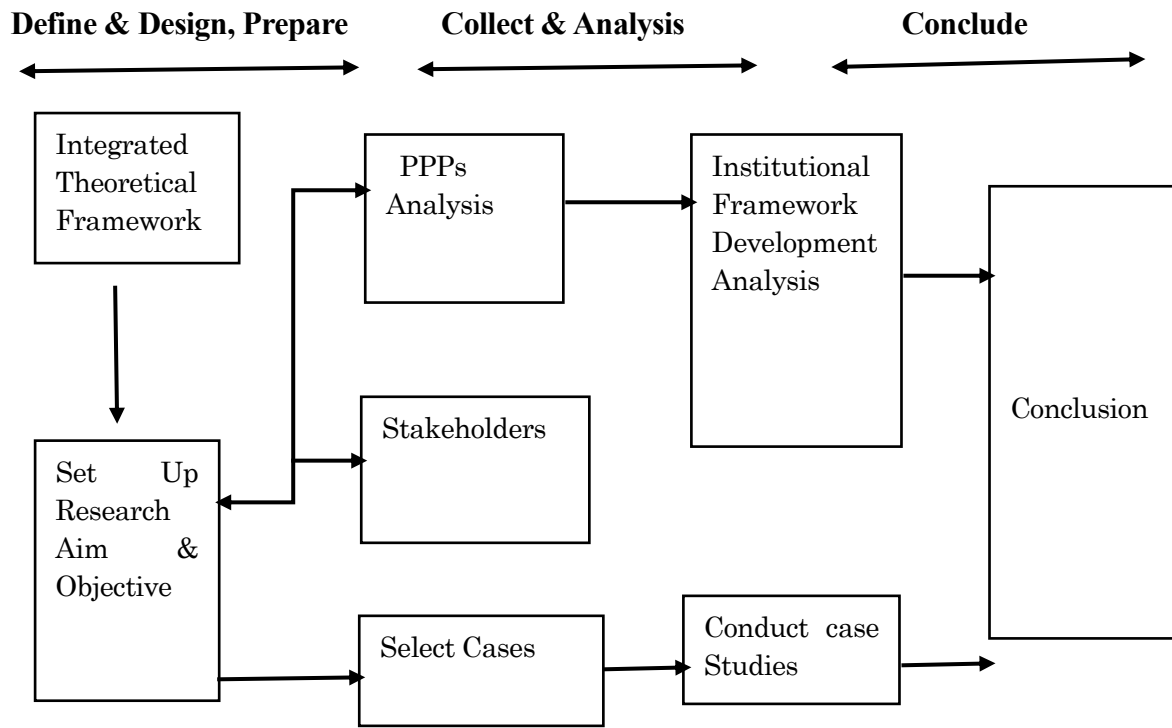 Define & Design, Prepare
Collect & Analysis
Conclude
Integrated
Theoretical
Framework
PPPs
Analysis
Institutional
Framework
Development
Analysis
Conclusion
Stakeholders
Set Up
Research
Aim &
Objective
Select Cases
Conduct case
Studies